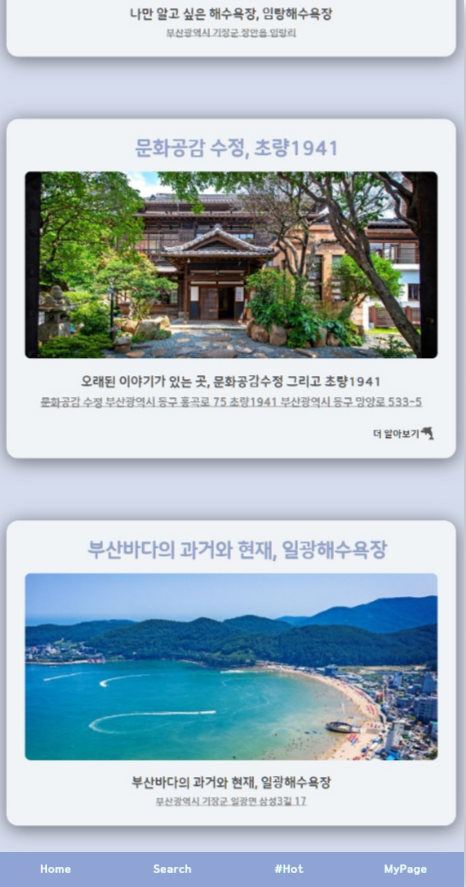 나만 알고 싶은 해수욕장, 임랑해수욕장
부산광역시 기장군 장안읍 임랑리
문화공감 수정, 초량1941
오래된 이야기가 있는 곳, 문화공감수정 그리고 초량1941
문화공감 수정 부산광역시 동구 홍곡로 75 초량1941 부산광역시 동구 망양로 533-5
더 알아보기
부산바다의 과거와 현재, 일광해수욕장
부산바다의 과거와 현재, 일광해수욕장
부산광역시 기장군 일광면 삼성3길 17
Home Search #Hot MyPage